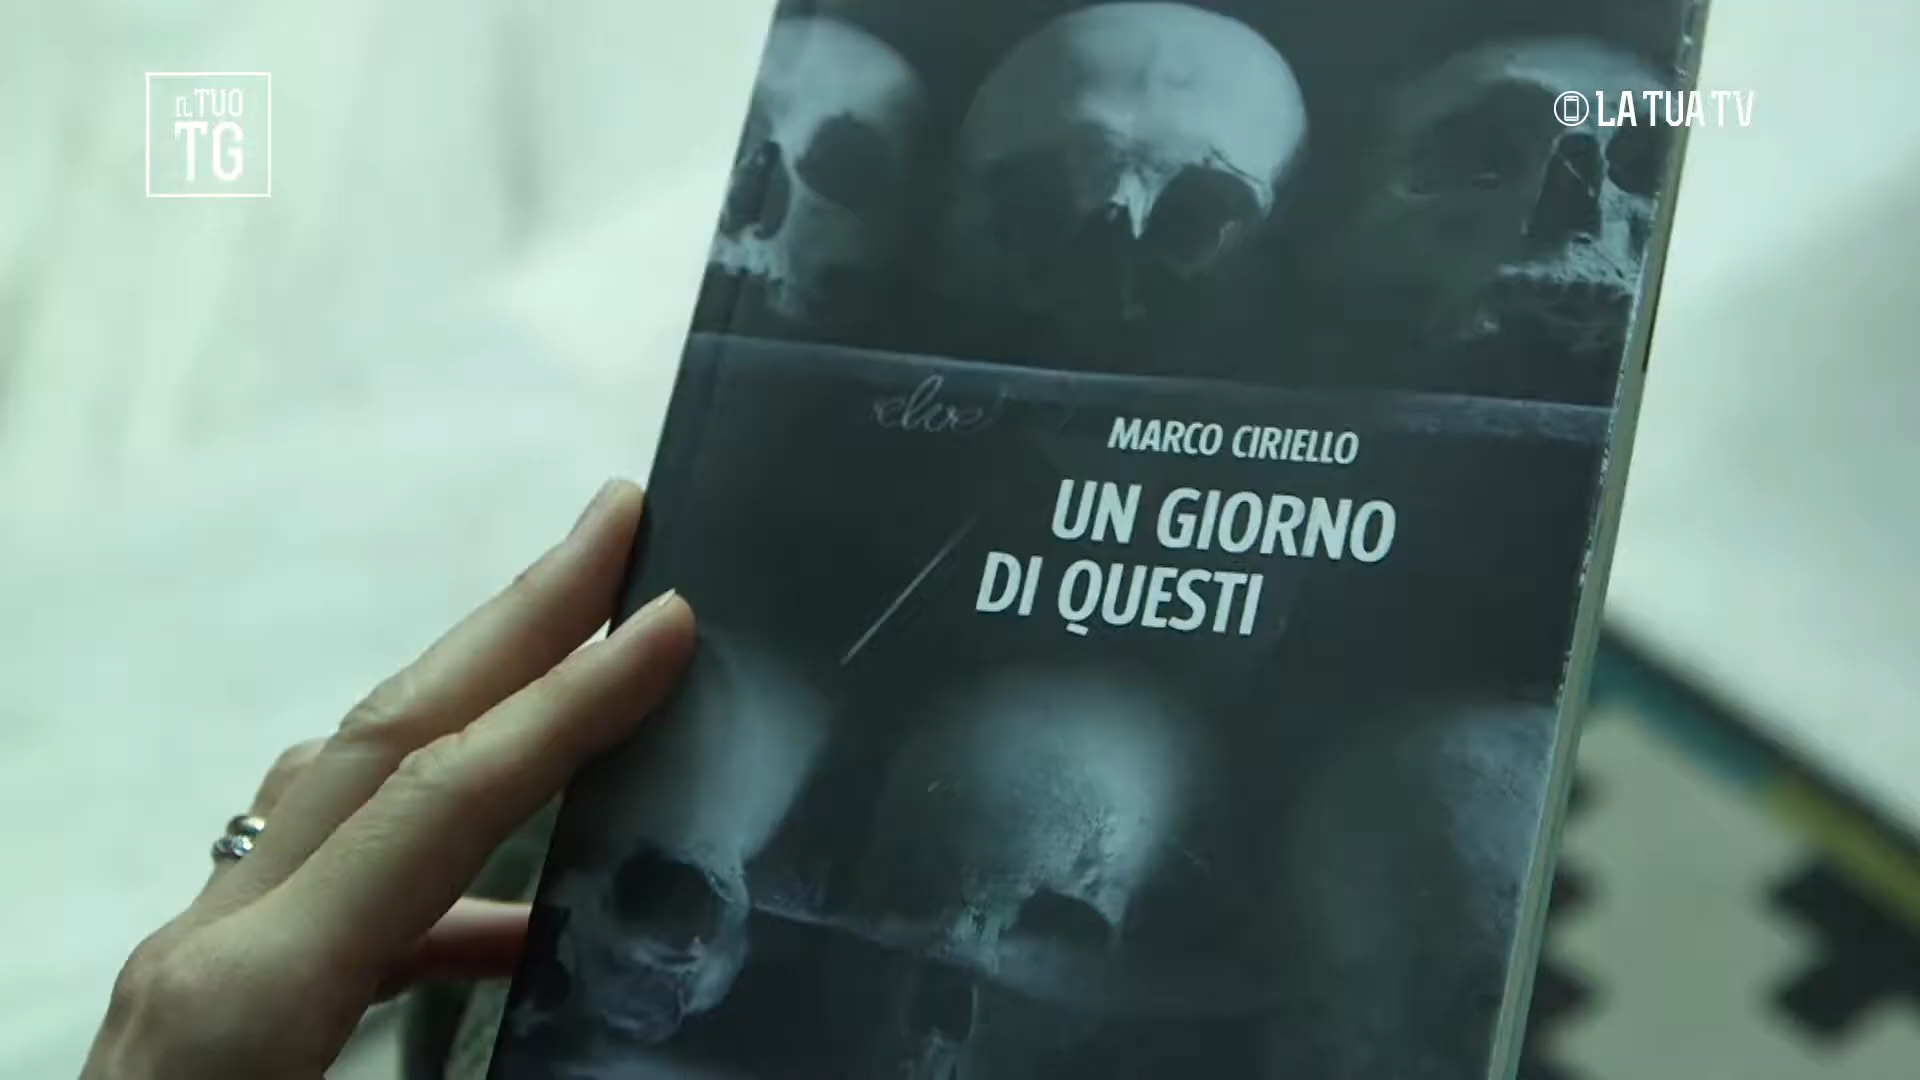 IL TUO
TG
LA TUA TV
MARCO CIRIELLO
UN GIORNO
DI QUESTI